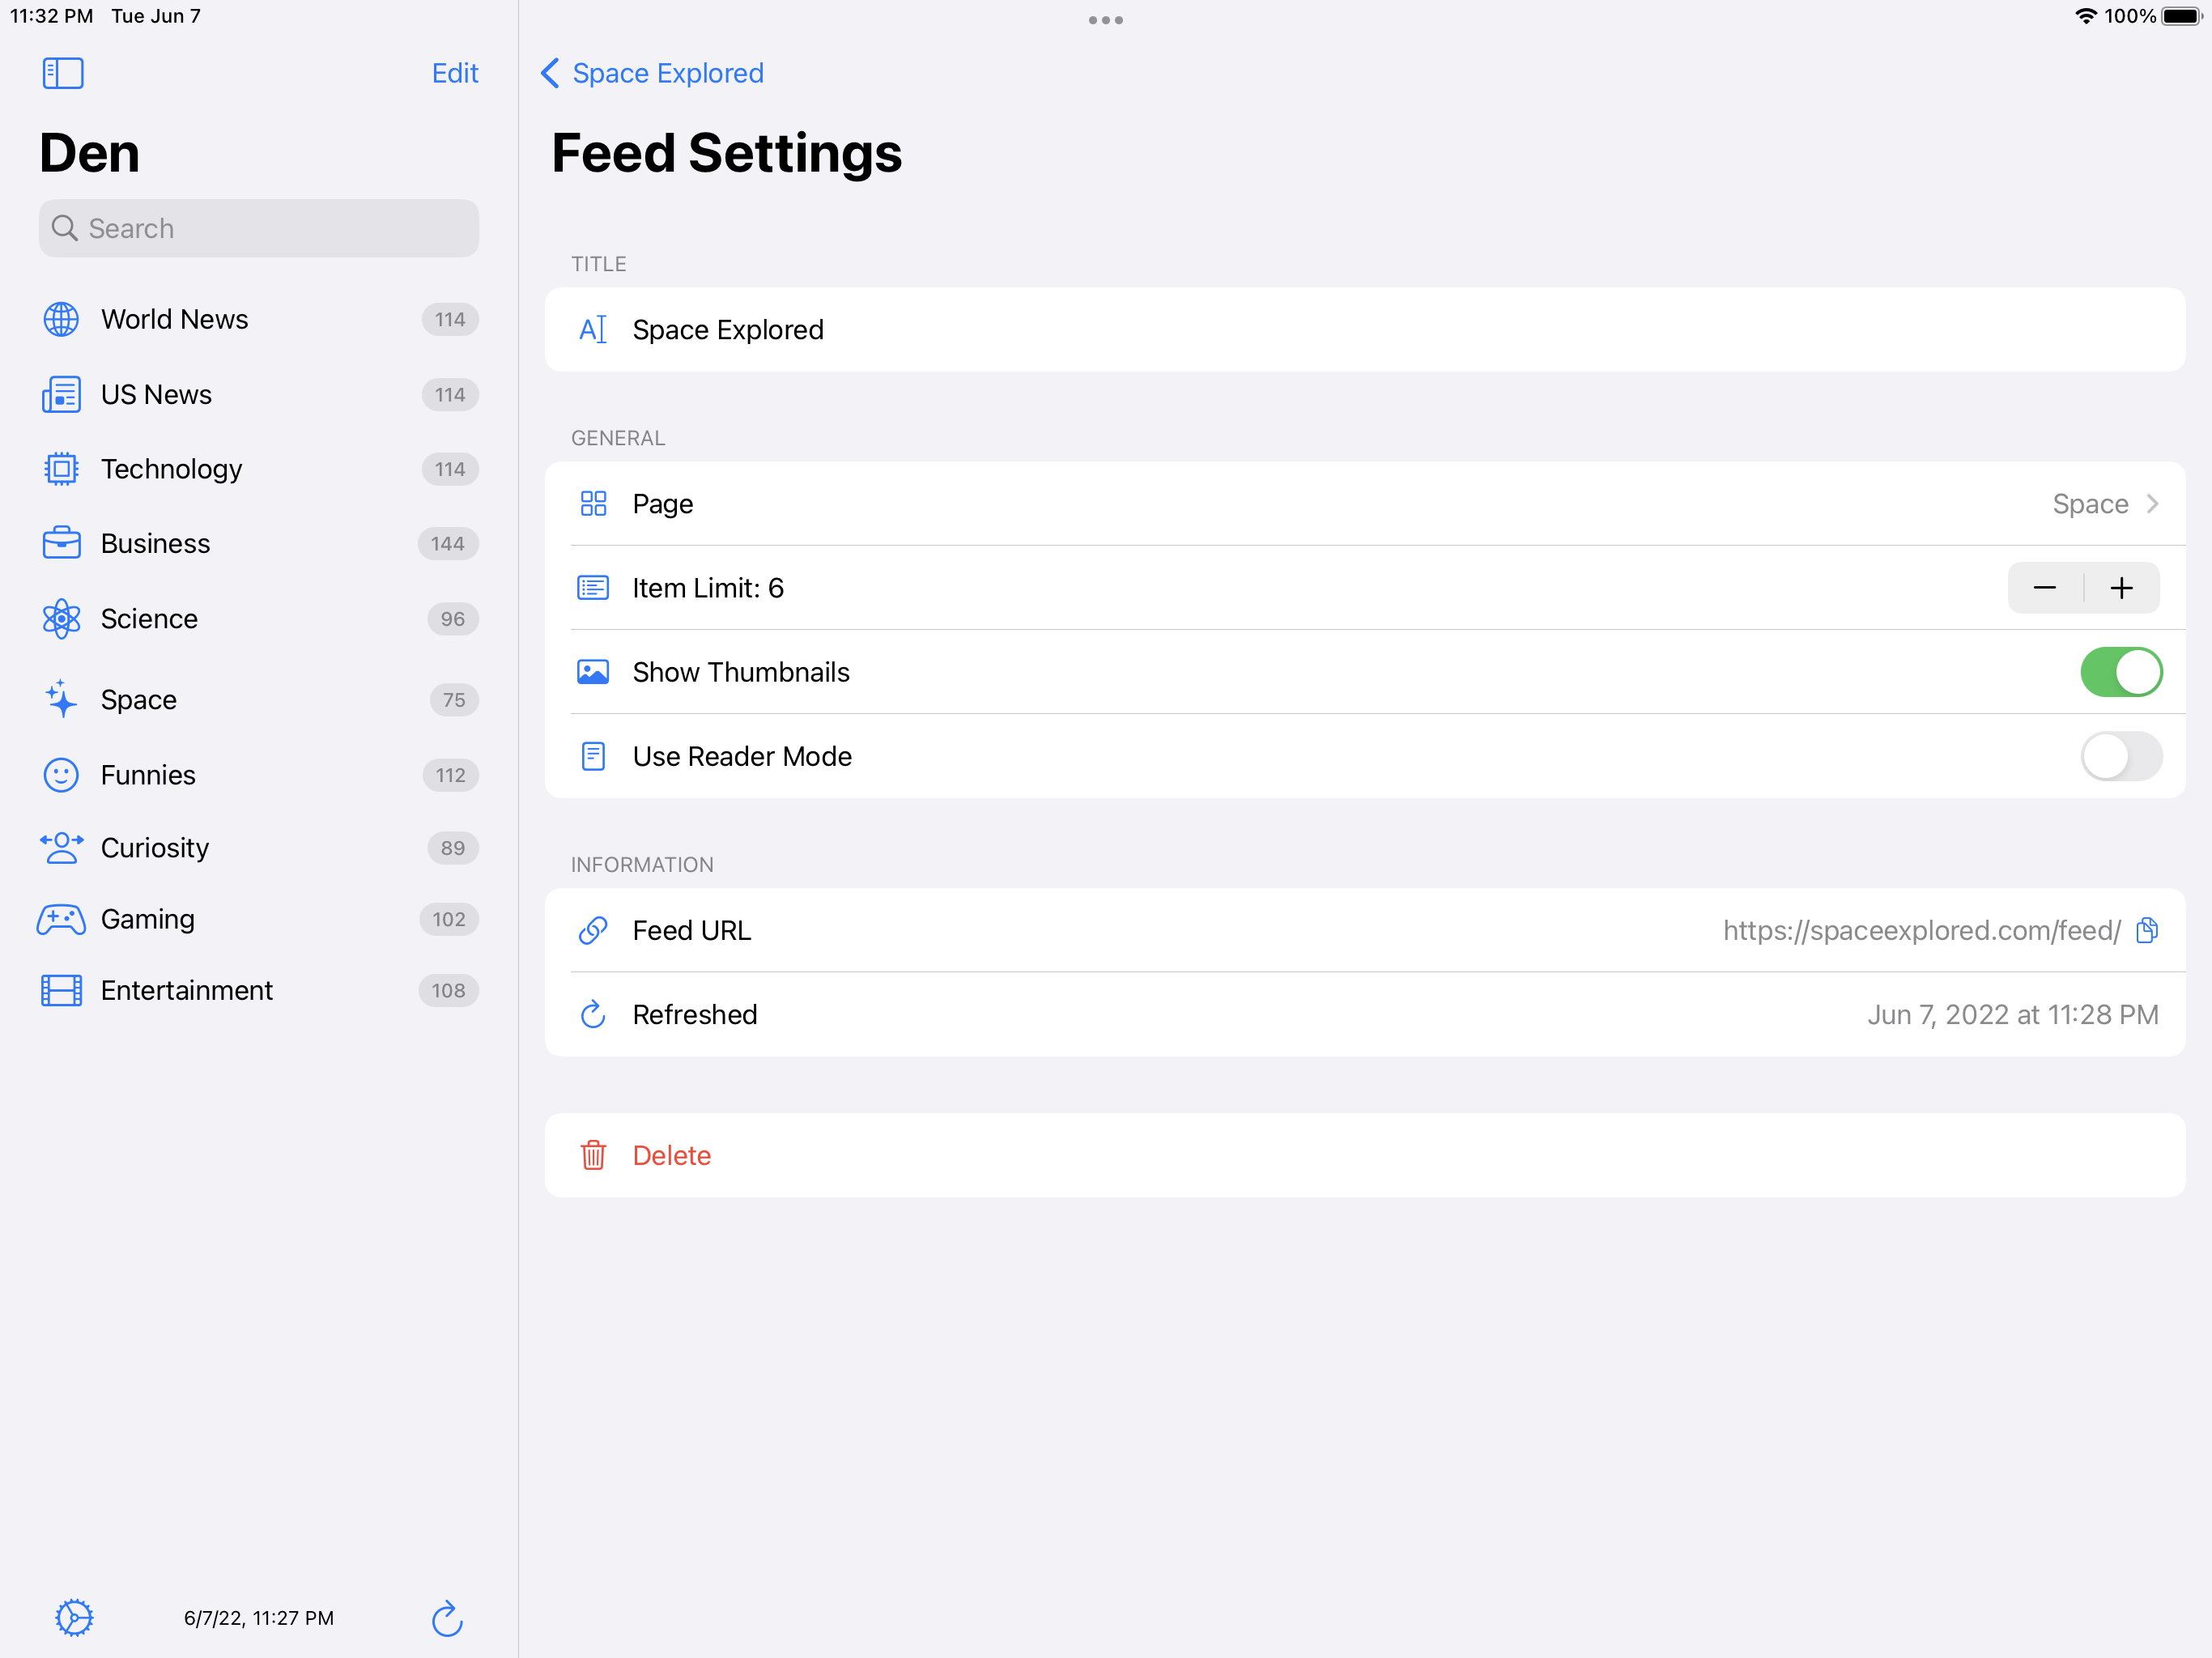 11:32 PM Tue Jun 7
100%
Edit
Den
Search
World News 114
US News 114
Technology 114
Business 144
Science 96
Space 75
Funnies 112
Curiosity 89
Gaming 102
Entertainment 108
6/7/22, 11:27 PM
Space Explored
Feed Settings
TITLE
Space Explored
GENERAL
Page Space
Item Limit: 6
Show Thumbnails
Use Reader Mode
INFORMATION
Feed URL https://spaceexplored.com/feed/
Refreshed Jun 7, 2022 at 11:28 PM
Delete